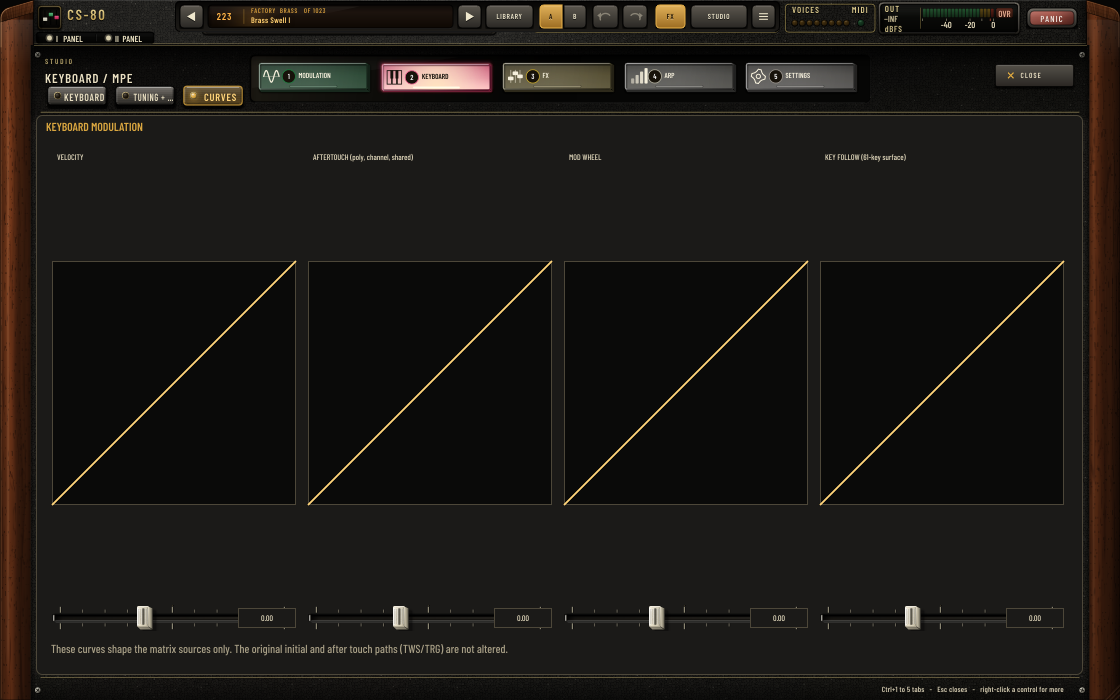 CS-80
223
FACTORY BRASS OF 1023
Brass Swell I
LIBRARY
A
B
FX
STUDIO
VOICES
MIDI
OUT
-INF
dBFS
OVR
-40
-20
0
PANIC
I PANEL
II PANEL
STUDIO
KEYBOARD / MPE
1 MODULATION
2 KEYBOARD
3 FX
4 ARP
5 SETTINGS
CLOSE
KEYBOARD
TUNING + ...
CURVES
KEYBOARD MODULATION
VELOCITY
AFTERTOUCH (poly, channel, shared)
MOD WHEEL
KEY FOLLOW (61-key surface)
0.00
0.00
0.00
0.00
These curves shape the matrix sources only. The original initial and after touch paths (TWS/TRG) are not altered.
Ctrl+1 to 5 tabs - Esc closes - right-click a control for more